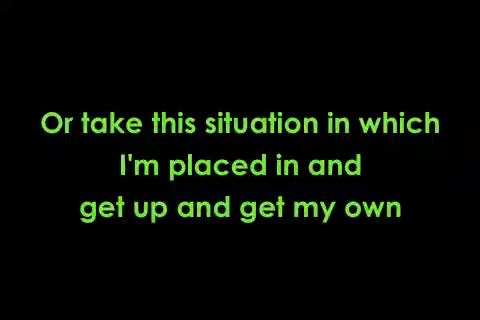 Or take this situation in which
I'm placed in and
get up and get my own